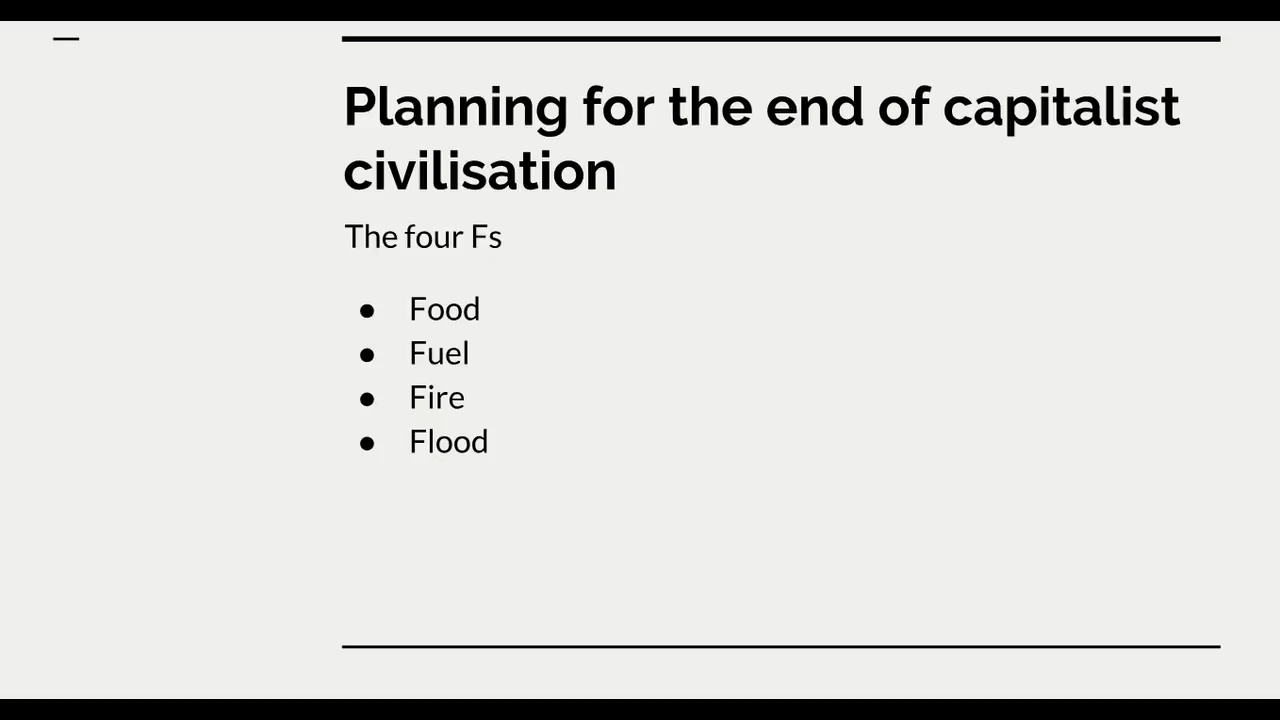 Planning for the end of capitalist
civilisation
The four Fs
● Food
● Fuel
● Fire
● Flood